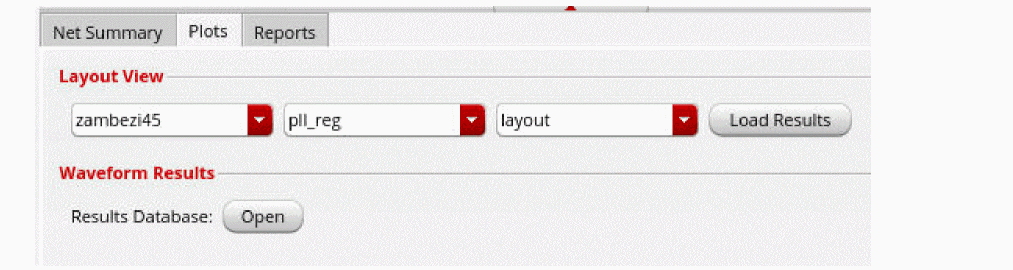 Net Summary Plots Reports
Layout View
zambezi45 pll_reg layout Load Results
Waveform Results
Results Database: Open